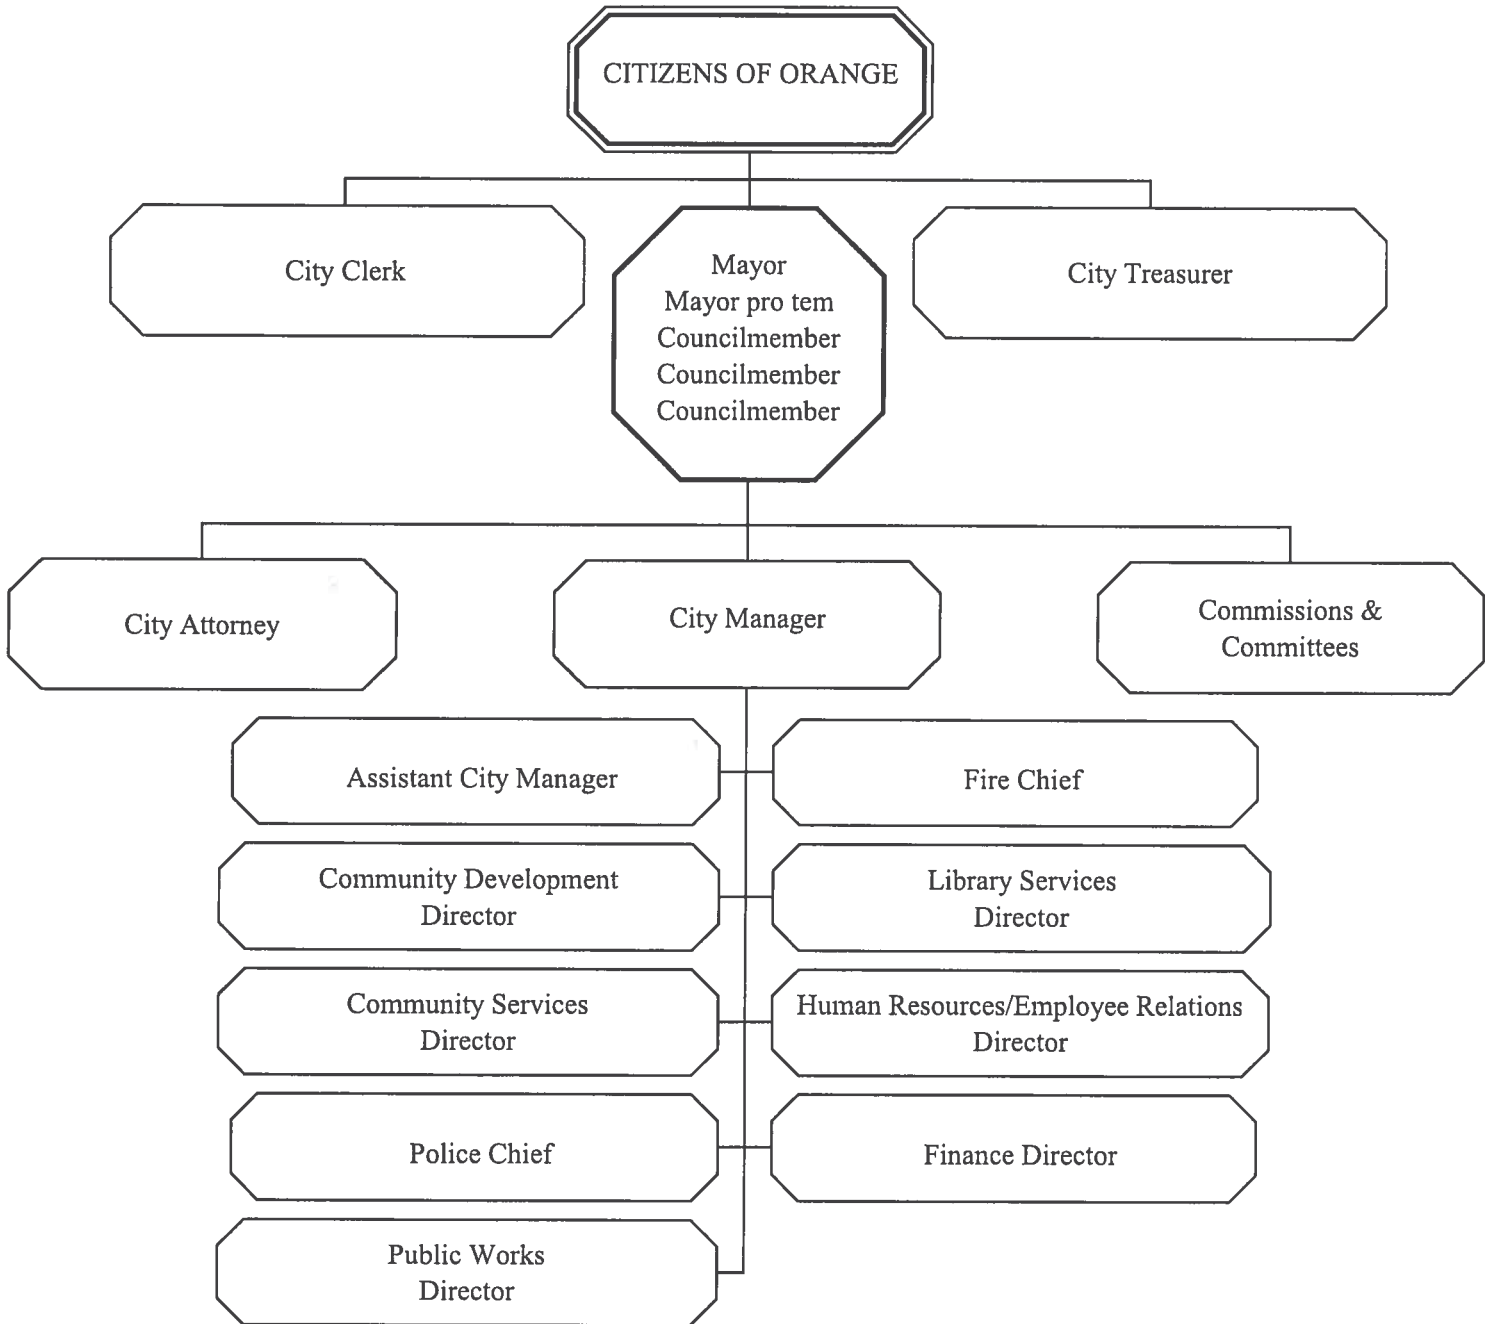 CITIZENS OF ORANGE
City Clerk
Mayor
Mayor pro tem
Councilmember
Councilmember
Councilmember
City Treasurer
City Attorney
City Manager
Commissions &
Committees
Assistant City Manager
Fire Chief
Community Development
Director
Library Services
Director
Community Services
Director
Human Resources/Employee Relations
Director
Police Chief
Finance Director
Public Works
Director